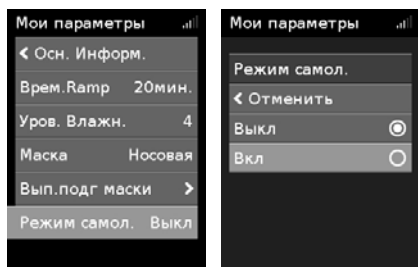 Мои параметры
< Осн. Информ.
Врем.Ramp 20мин.
Уров. Влажн. 4
Маска Носовая
Вып.подг маски >
Режим самол. Выкл
Мои параметры
Режим самол.
< Отменить
Выкл
Вкл